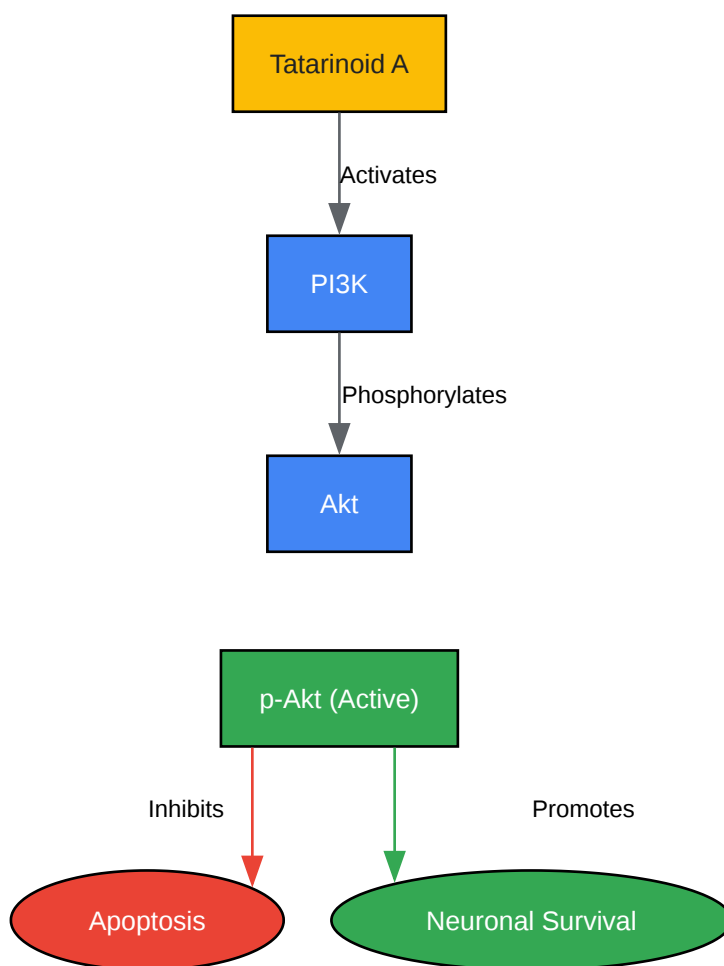 Tatarinoid A
Activates
PI3K
Phosphorylates
Akt
p-Akt (Active)
Inhibits
Promotes
Apoptosis
Neuronal Survival